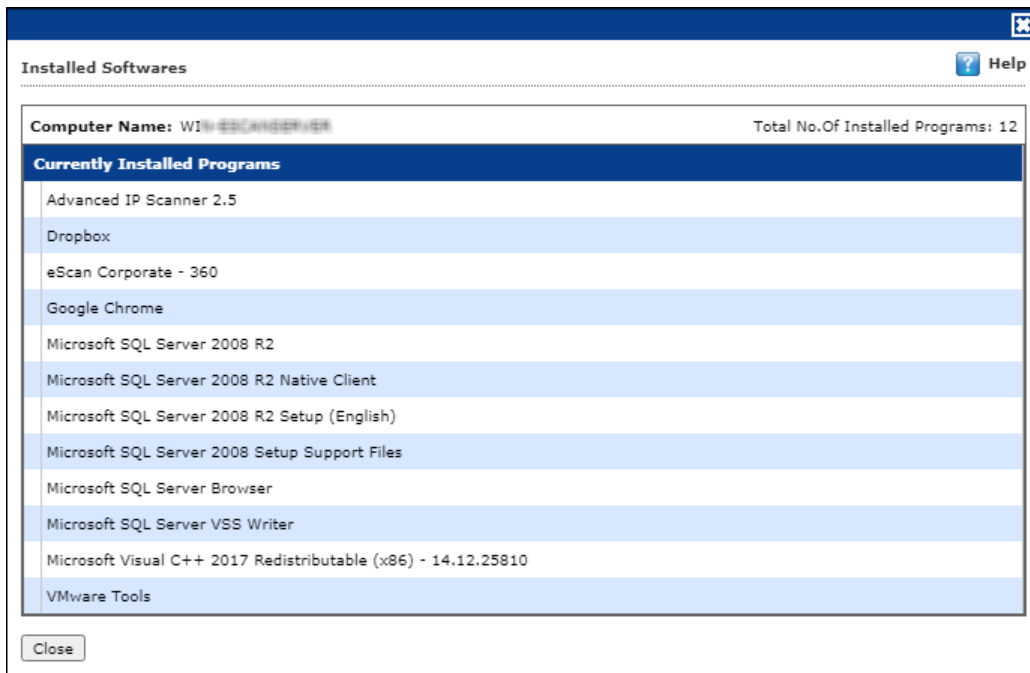 Installed Softwares
? Help
Computer Name: Total No.Of Installed Programs: 12
Currently Installed Programs
Advanced IP Scanner 2.5
Dropbox
eScan Corporate - 360
Google Chrome
Microsoft SQL Server 2008 R2
Microsoft SQL Server 2008 R2 Native Client
Microsoft SQL Server 2008 R2 Setup (English)
Microsoft SQL Server 2008 Setup Support Files
Microsoft SQL Server Browser
Microsoft SQL Server VSS Writer
Microsoft Visual C++ 2017 Redistributable (x86) - 14.12.25810
VMware Tools
Close